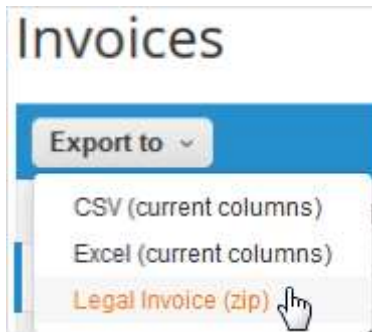 Invoices
Export to
CSV (current columns)
Excel (current columns)
Legal Invoice (zip)